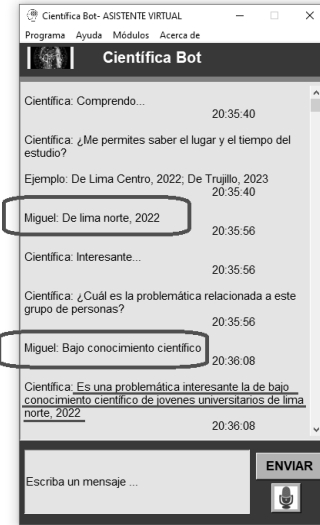 Científica Bot- ASISTENTE VIRTUAL
Programa Ayuda Módulos Acerca de
Científica Bot
Científica: Comprendo...
20:35:40
Científica: ¿Me permites saber el lugar y el tiempo del
estudio?
Ejemplo: De Lima Centro, 2022; De Trujillo, 2023
20:35:40
Miguel: De lima norte, 2022
20:35:56
Científica: Interesante...
20:35:56
Científica: ¿Cuál es la problemática relacionada a este
grupo de personas?
20:35:56
Miguel: Bajo conocimiento científico
20:36:08
Científica: Es una problemática interesante la de bajo
conocimiento científico de jovenes universitarios de lima
norte, 2022
20:36:08
Escriba un mensaje ...
ENVIAR